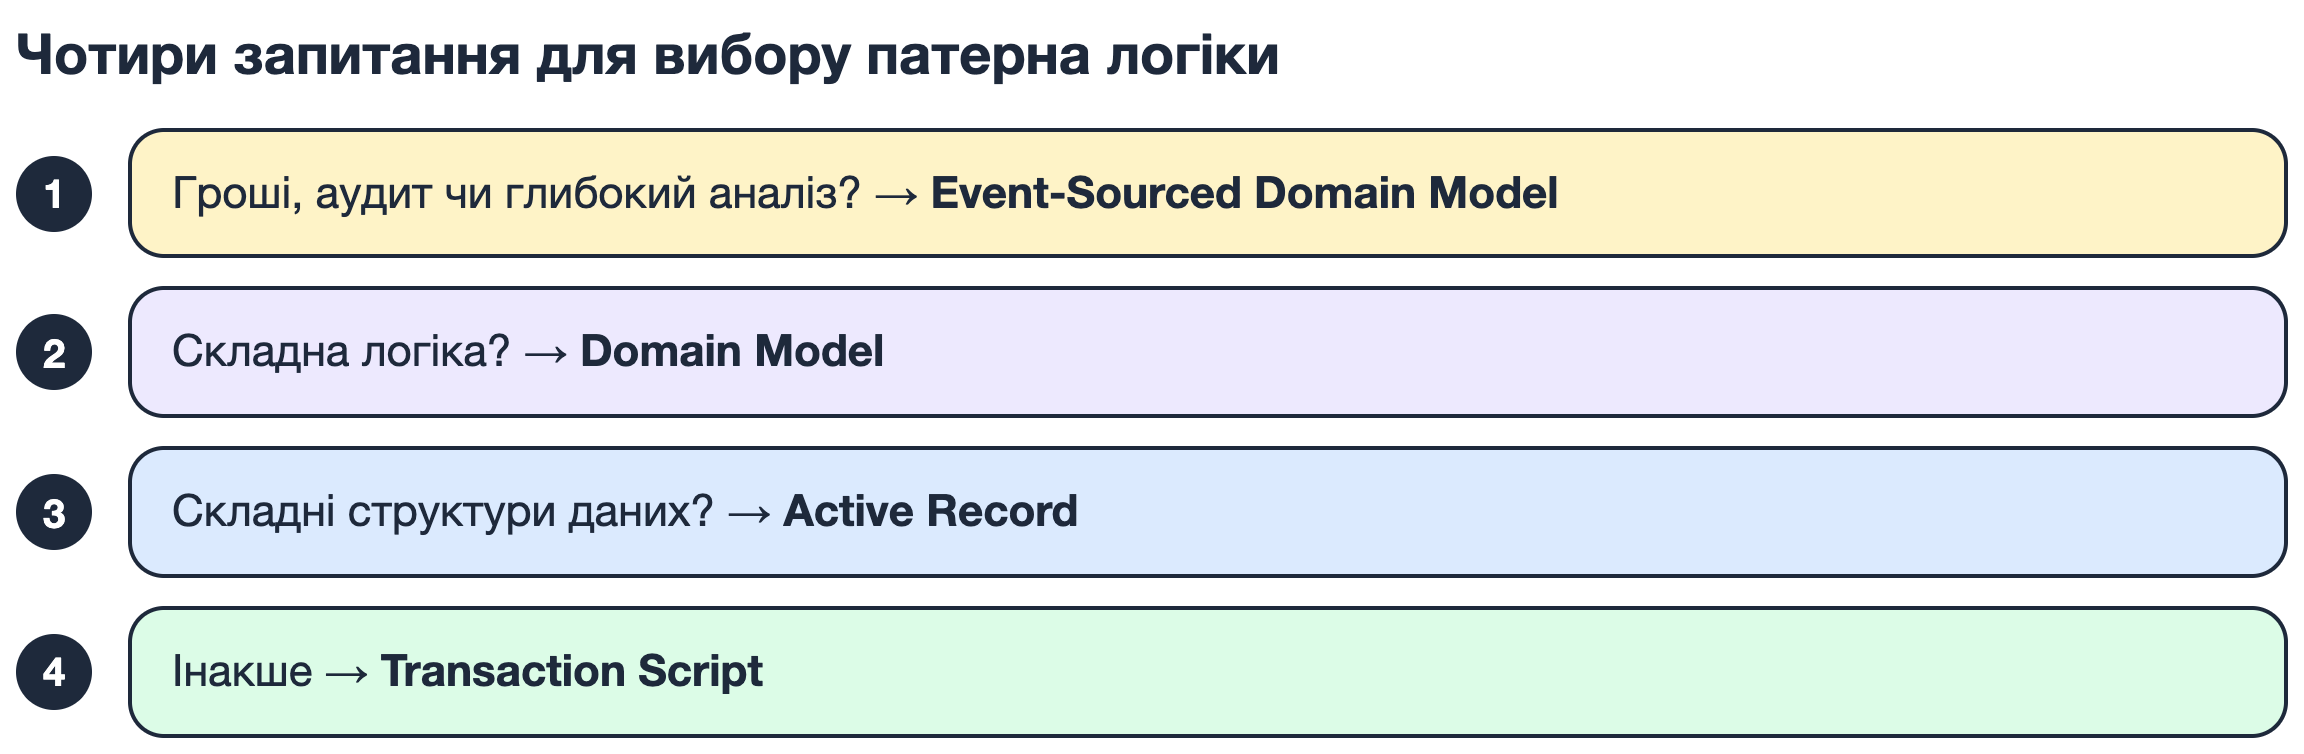 Чотири запитання для вибору патерна логіки
1 Гроші, аудит чи глибокий аналіз? → Event-Sourced Domain Model
2 Складна логіка? → Domain Model
3 Складні структури даних? → Active Record
4 Інакше → Transaction Script